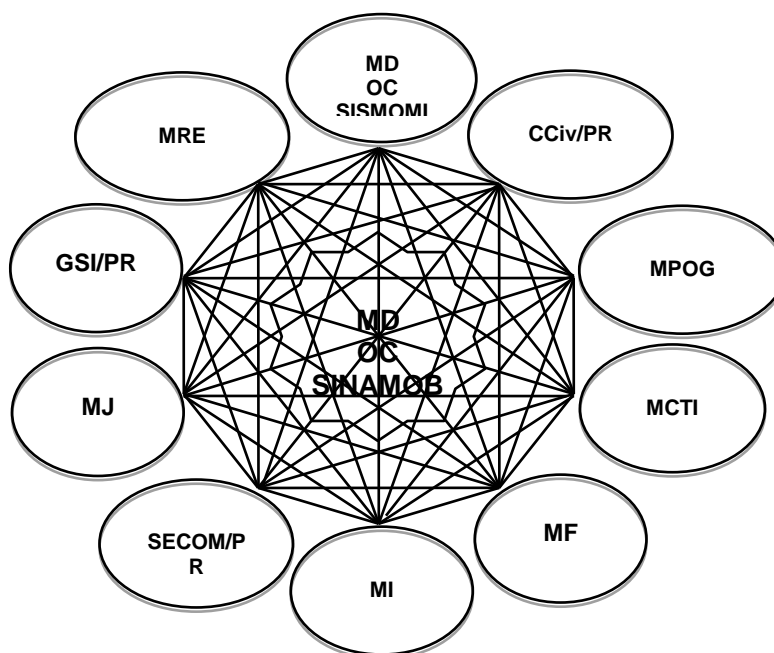 MD
OC
SISMOMI
MRE
CCiv/PR
GSI/PR
MPOG
MD
OC
SINAMOB
MJ
MCTI
SECOM/P
R
MF
MI